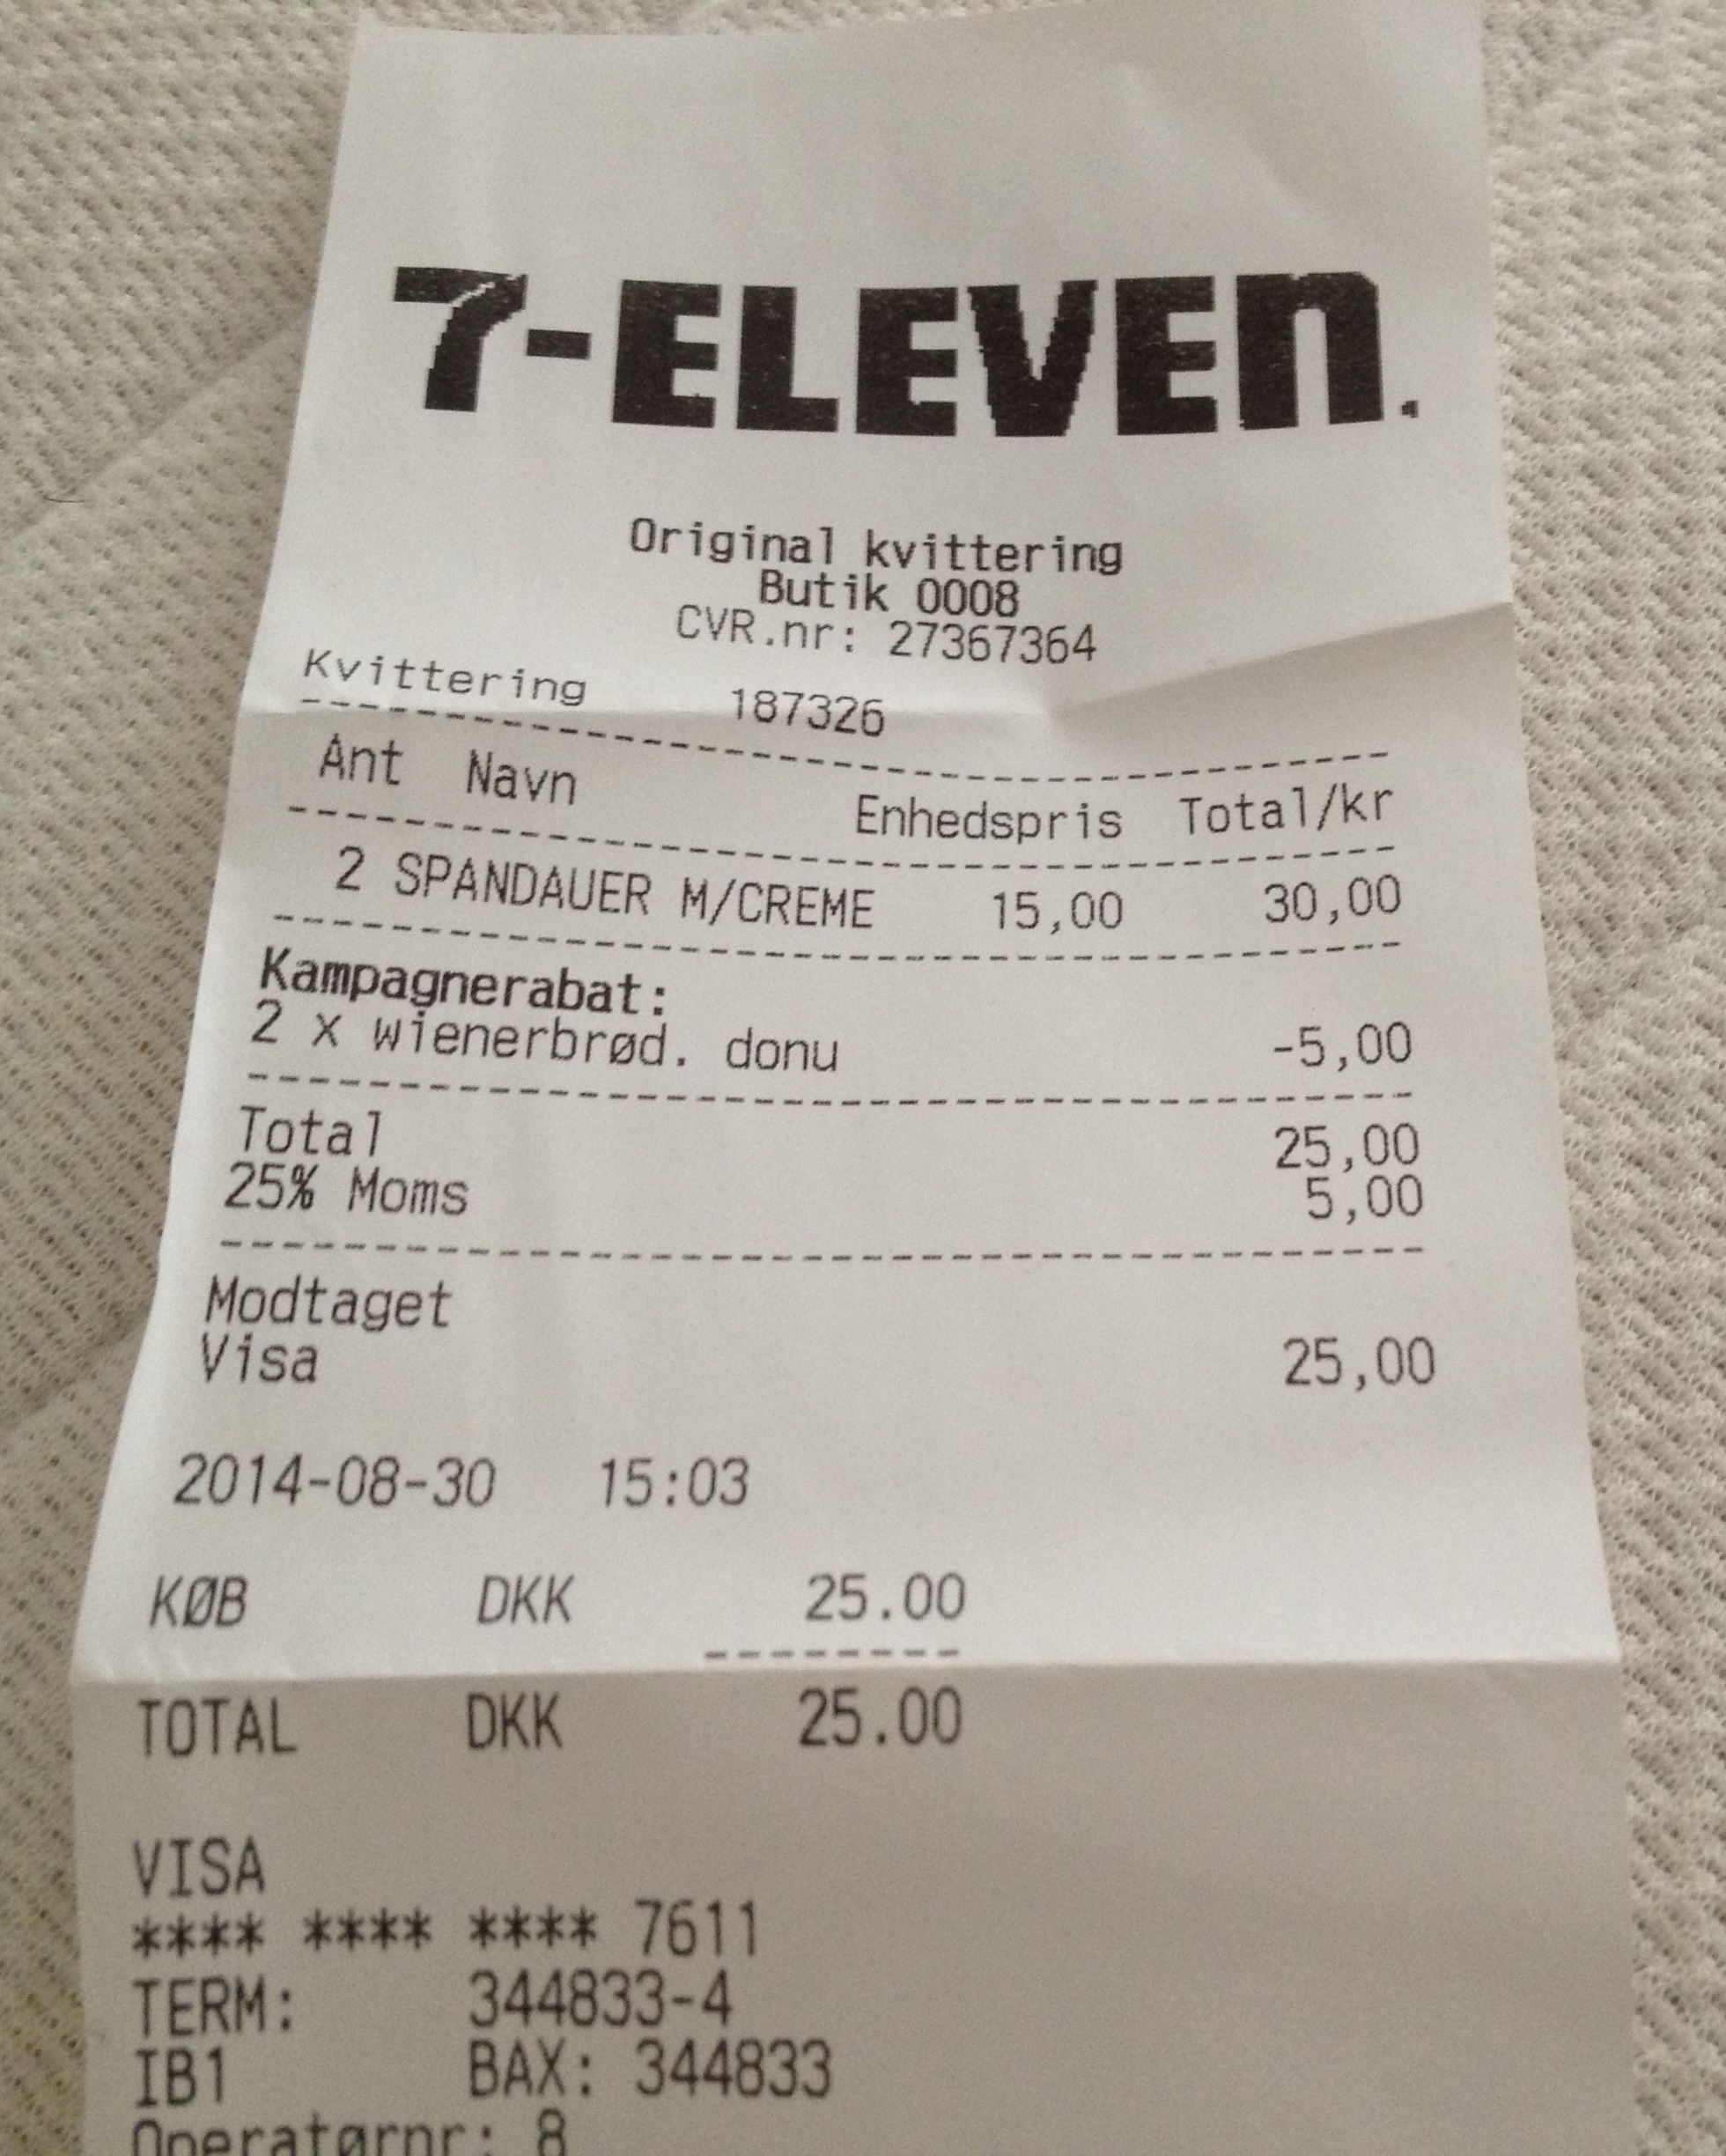 7-ELEVEn.
Original kvittering
Butik 0008
CVR.nr: 27367364
Kvittering 187326
Ant Navn Enhedspris Total/kr
2 SPANDAUER M/CREME 15,00 30,00
Kampagnerabat:
2 x wienerbrød. donu -5,00
Total 25,00
25% Moms 5,00
Modtaget
Visa 25,00
2014-08-30 15:03
KØB DKK 25.00
TOTAL DKK 25.00
VISA
**** **** **** 7611
TERM: 344833-4
IB1 BAX: 344833
Operatørnr: 8